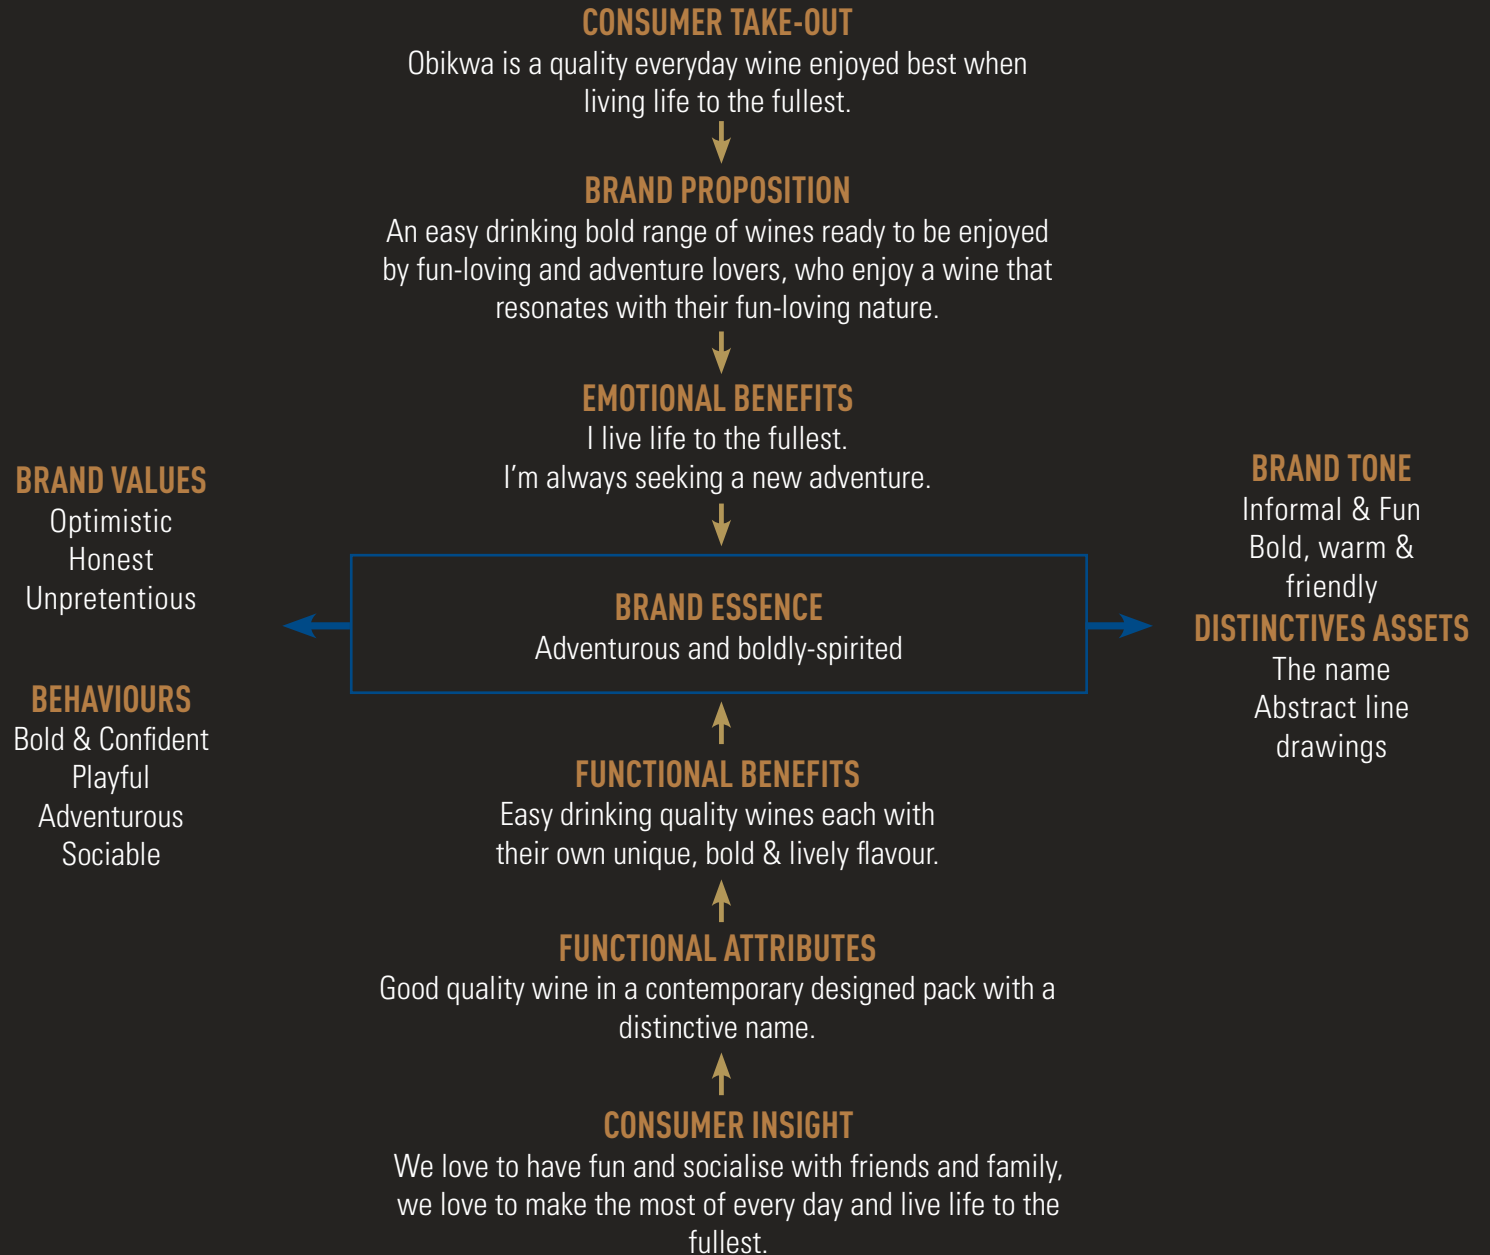 CONSUMER TAKE-OUT
Obikwa is a quality everyday wine enjoyed best when
living life to the fullest.
BRAND PROPOSITION
An easy drinking bold range of wines ready to be enjoyed
by fun-loving and adventure lovers, who enjoy a wine that
resonates with their fun-loving nature.
EMOTIONAL BENEFITS
I live life to the fullest.
I'm always seeking a new adventure.
BRAND VALUES
Optimistic
Honest
Unpretentious
BEHAVIOURS
Bold & Confident
Playful
Adventurous
Sociable
BRAND ESSENCE
Adventurous and boldly-spirited
BRAND TONE
Informal & Fun
Bold, warm &
friendly
DISTINCTIVES ASSETS
The name
Abstract line
drawings
FUNCTIONAL BENEFITS
Easy drinking quality wines each with
their own unique, bold & lively flavour.
FUNCTIONAL ATTRIBUTES
Good quality wine in a contemporary designed pack with a
distinctive name.
CONSUMER INSIGHT
We love to have fun and socialise with friends and family,
we love to make the most of every day and live life to the
fullest.